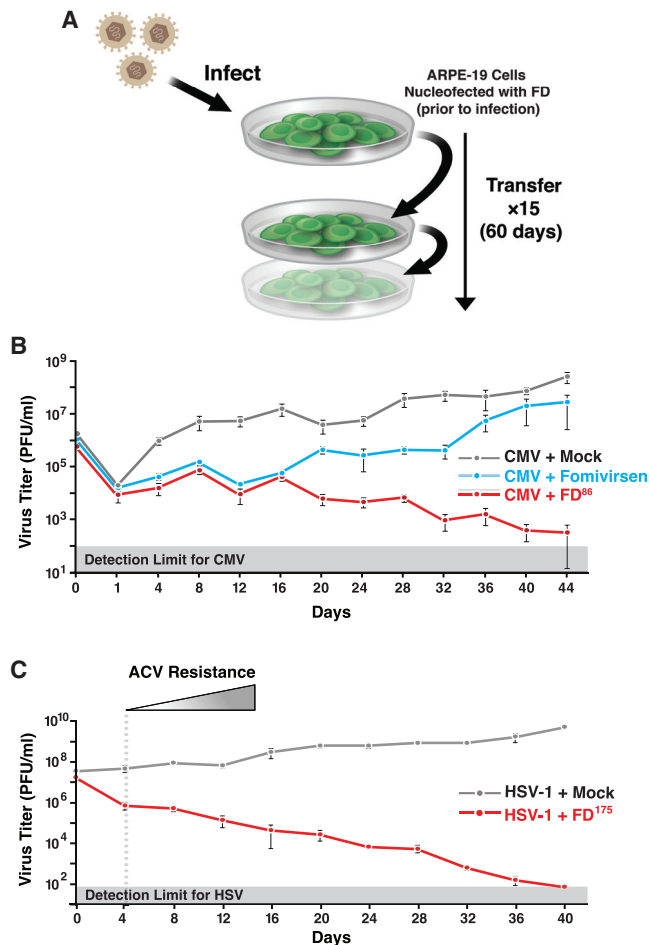 A
Infect
ARPE-19 Cells
Nucleofected with FD
(prior to infection)
Transfer
×15
(60 days)
B
Virus Titer (PFU/ml)
10⁹
10⁷
10⁵
10³
10¹
CMV + Mock
CMV + Fomivirsen
CMV + FD⁸⁶
Detection Limit for CMV
0 1 4 8 12 16 20 24 28 32 36 40 44
Days
C
ACV Resistance
Virus Titer (PFU/ml)
10¹⁰
10⁸
10⁶
10⁴
10²
HSV-1 + Mock
HSV-1 + FD¹⁷⁵
Detection Limit for HSV
0 4 8 12 16 20 24 28 32 36 40
Days